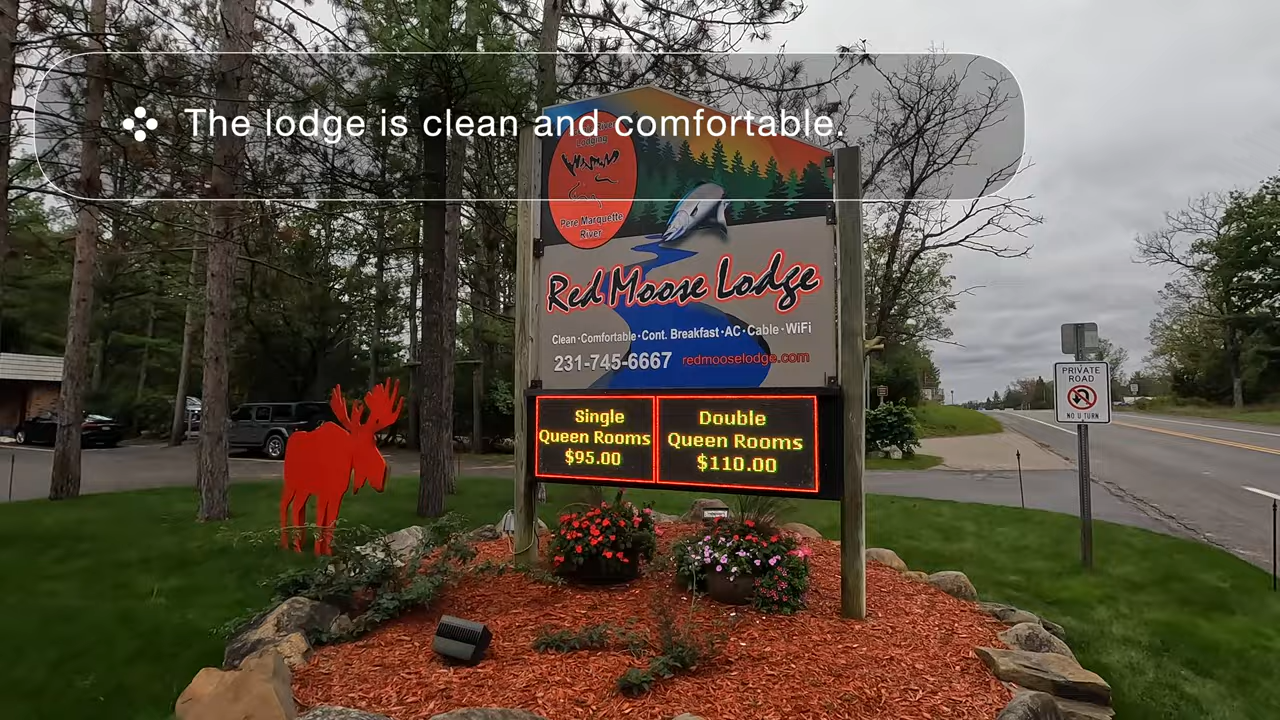 The lodge is clean and comfortable.
Lodging
Pere Marquette
River
Red Moose Lodge
Clean·Comfortable·Cont. Breakfast·AC·Cable·WiFi
231-745-6667 redmooselodge.com
Single
Queen Rooms
$95.00
Double
Queen Rooms
$110.00
PRIVATE
ROAD
NO U TURN